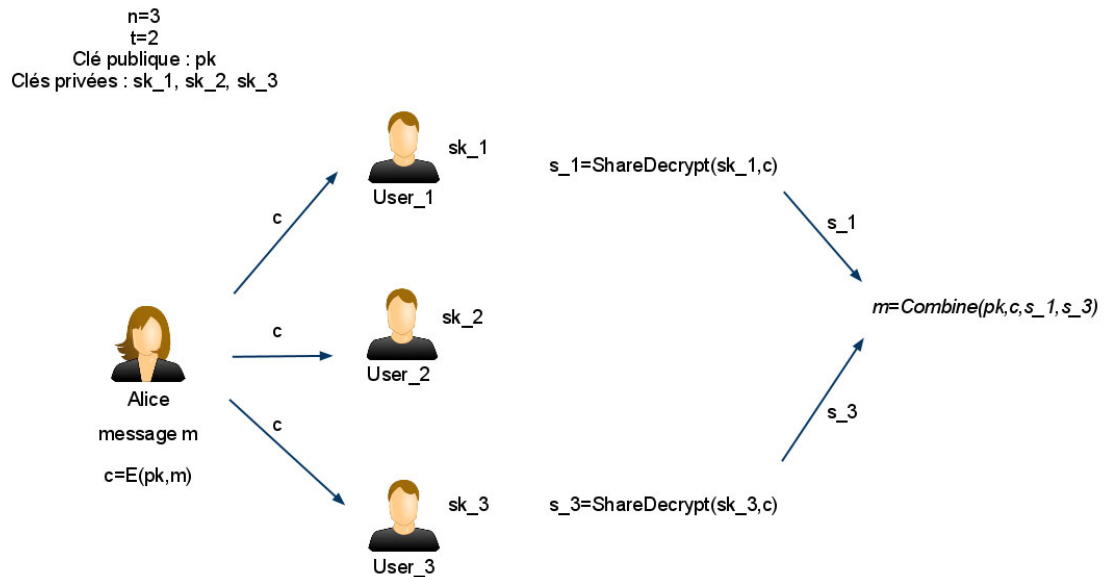 n=3
t=2
Clé publique : pk
Clés privées : sk_1, sk_2, sk_3
sk_1
User_1
s_1=ShareDecrypt(sk_1,c)
c
s_1
sk_2
User_2
c
m=Combine(pk,c,s_1,s_3)
Alice
message m
c=E(pk,m)
c
s_3
sk_3
User_3
s_3=ShareDecrypt(sk_3,c)